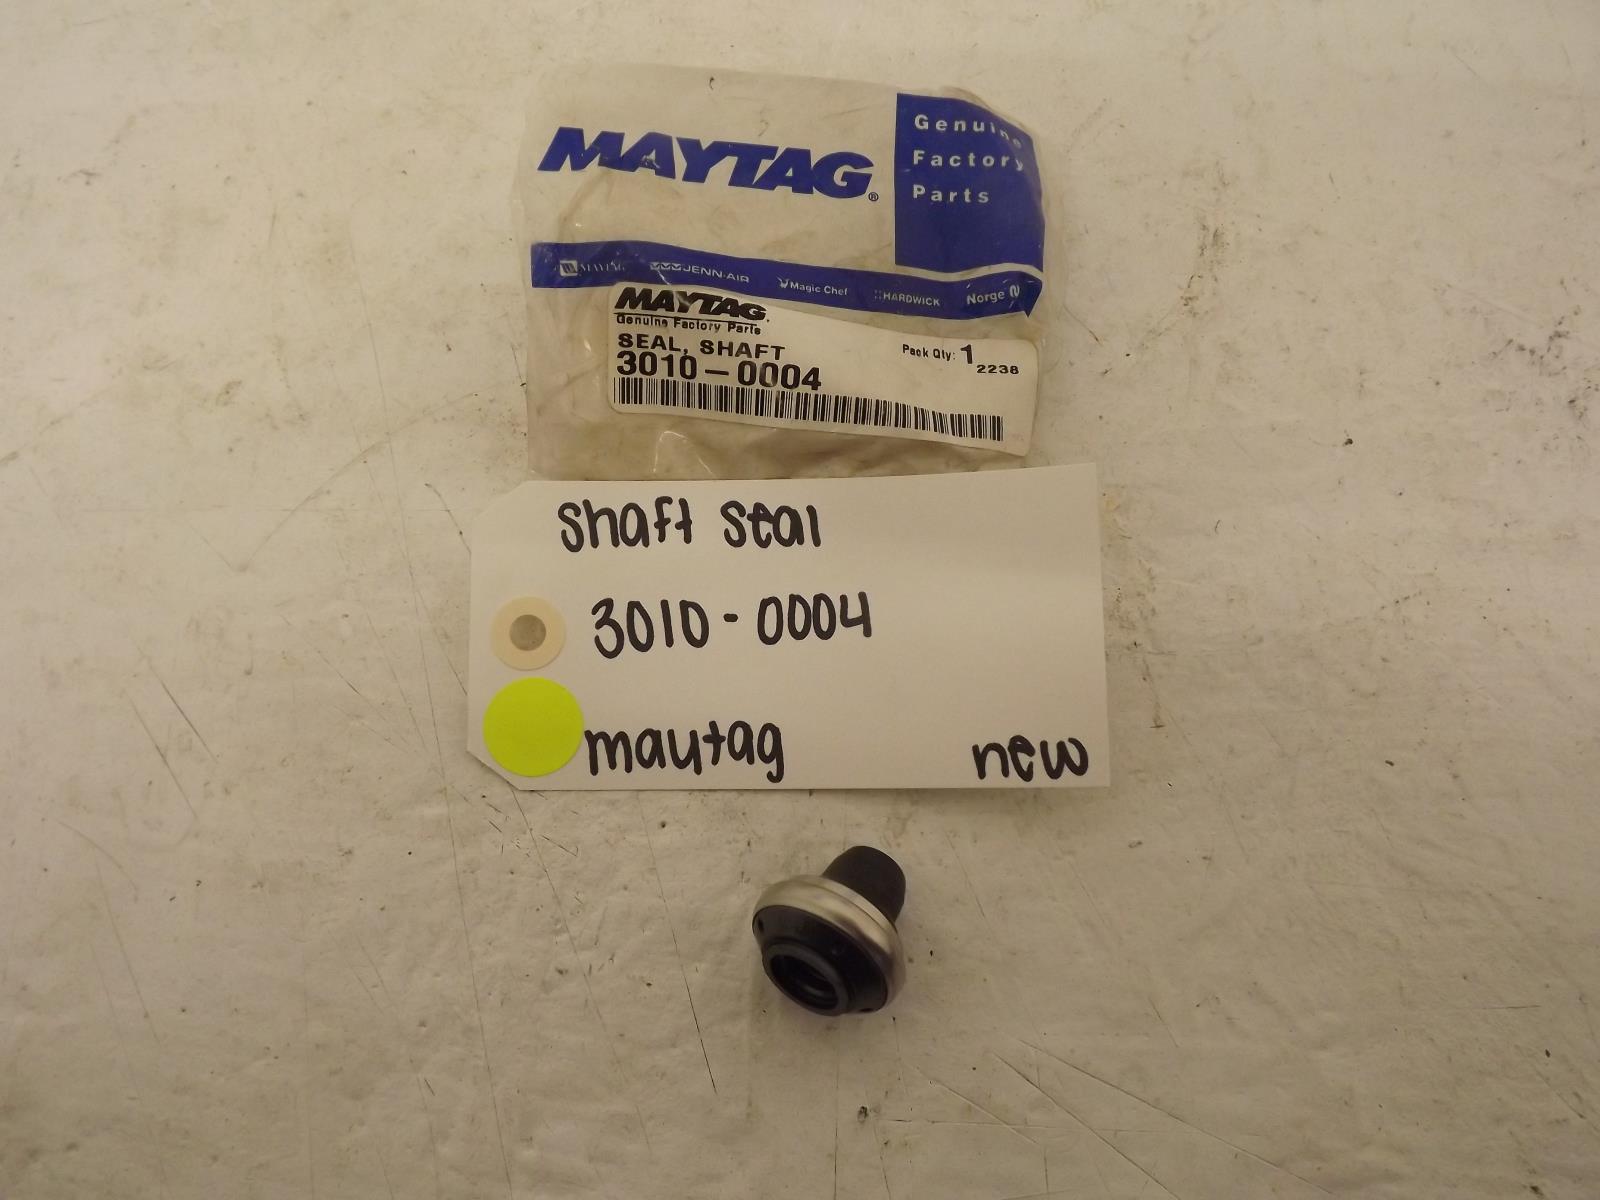 MAYTAG®
Genuine
Factory
Parts
MAYTAG JENN-AIR Magic Chef HARDWICK Norge
MAYTAG.
Genuine Factory Parts
SEAL, SHAFT Pack Qty: 1
3010-0004 2238
shaft seal
3010-0004
maytag new